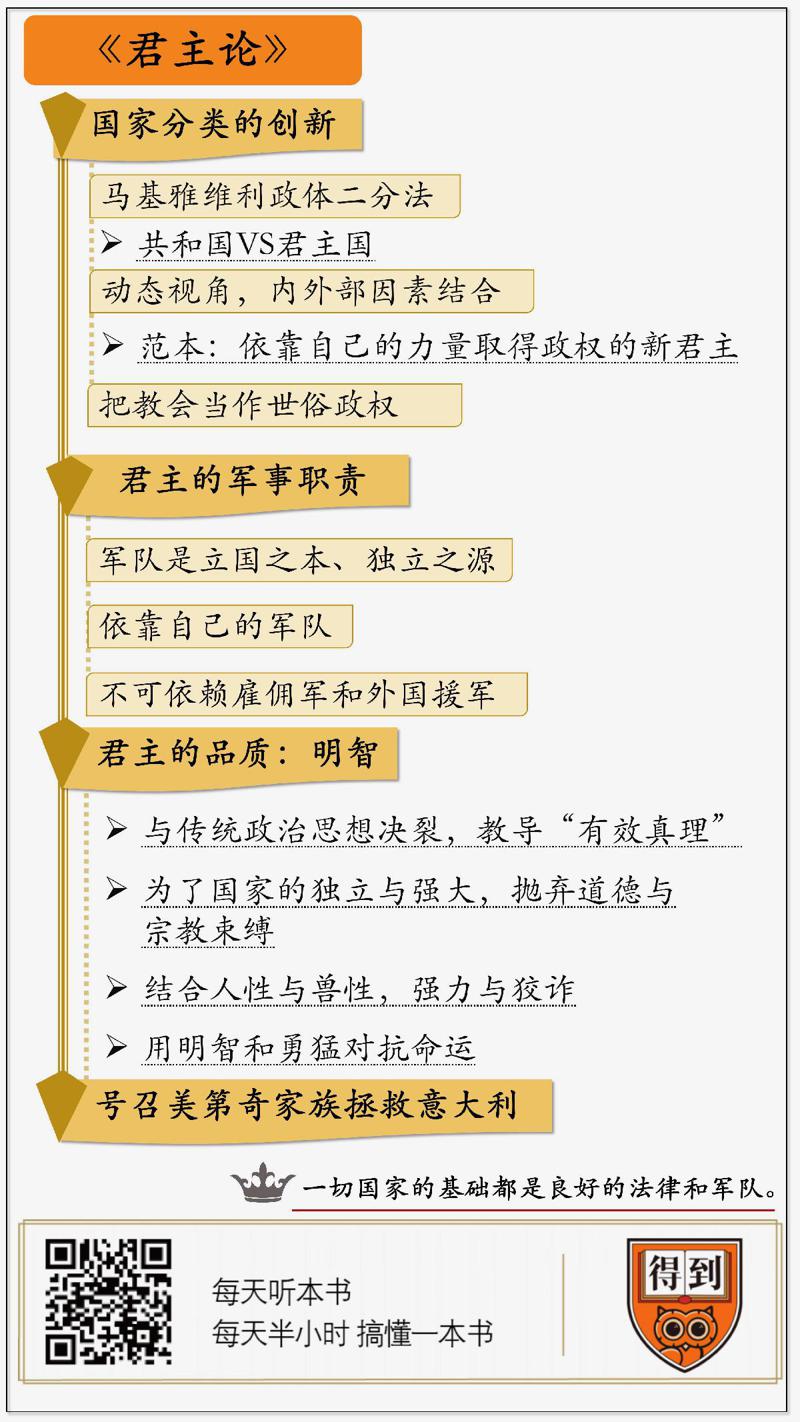 《君主论》
国家分类的创新
马基雅维利政体二分法
共和国VS君主国
动态视角，内外部因素结合
范本：依靠自己的力量取得政权的新君主
把教会当作世俗政权
君主的军事职责
军队是立国之本、独立之源
依靠自己的军队
不可依赖雇佣军和外国援军
君主的品质：明智
与传统政治思想决裂，教导“有效真理”
为了国家的独立与强大，抛弃道德与
宗教束缚
结合人性与兽性，强力与狡诈
用明智和勇猛对抗命运
号召美第奇家族拯救意大利
一切国家的基础都是良好的法律和军队。
每天听本书
每天半小时 搞懂一本书
得到